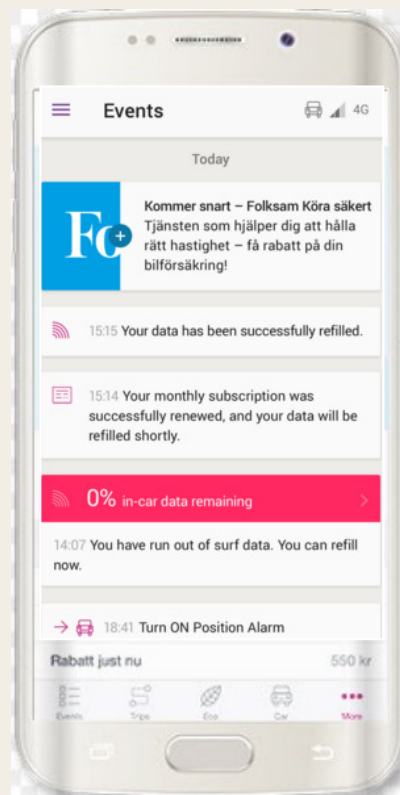 Events
4G
Today
Fo
Kommer snart – Folksam Köra säkert
Tjänsten som hjälper dig att hålla
rätt hastighet – få rabatt på din
bilförsäkring!
15:15 Your data has been successfully refilled.
15:14 Your monthly subscription was
successfully renewed, and your data will be
refilled shortly.
0% in-car data remaining
14:07 You have run out of surf data. You can refill
now.
18:41 Turn ON Position Alarm
Rabatt just nu
550 kr
Events
Trips
Eco
Car
More